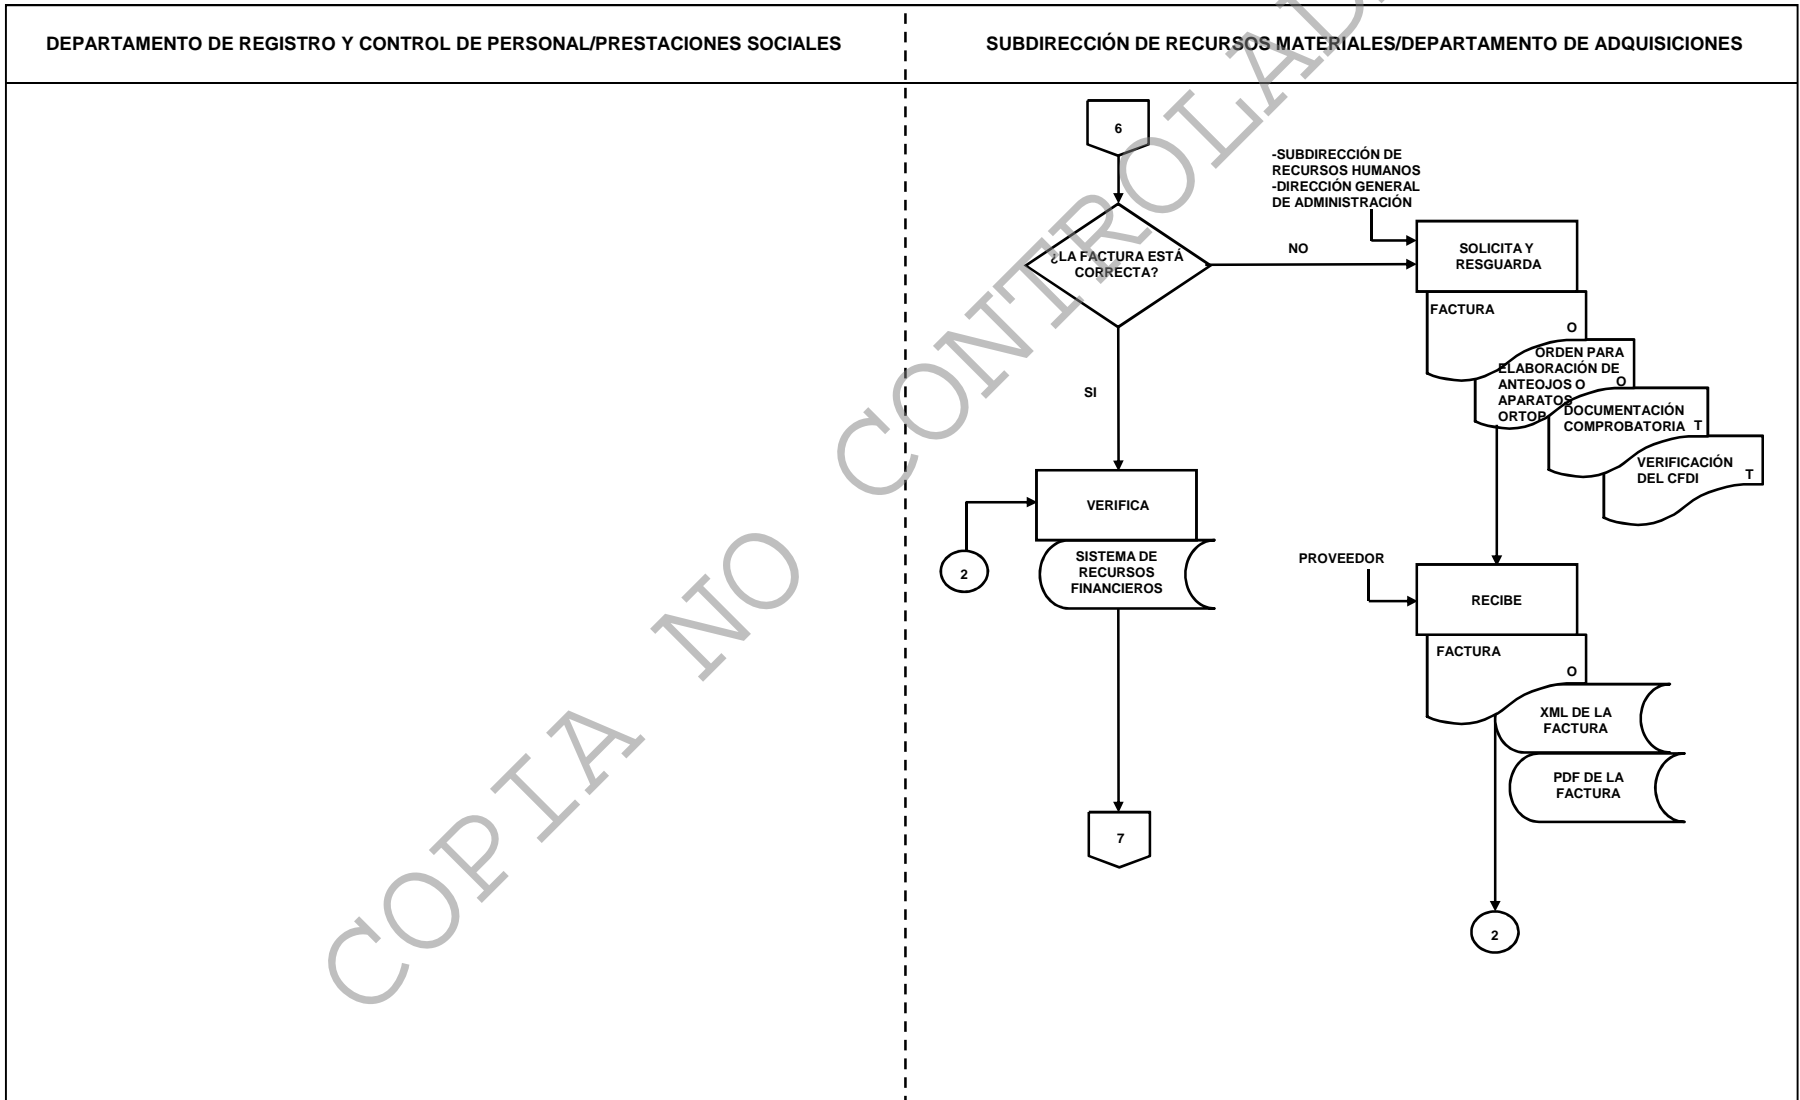 DEPARTAMENTO DE REGISTRO Y CONTROL DE PERSONAL/PRESTACIONES SOCIALES
SUBDIRECCIÓN DE RECURSOS MATERIALES/DEPARTAMENTO DE ADQUISICIONES
6
-SUBDIRECCIÓN DE
RECURSOS HUMANOS
-DIRECCIÓN GENERAL
DE ADMINISTRACIÓN
¿LA FACTURA ESTÁ
CORRECTA?
NO
SOLICITA Y
RESGUARDA
FACTURA
O
ORDEN PARA
ELABORACIÓN DE
ANTEOJOS O
O
APARATOS
ORTOP
DOCUMENTACIÓN
COMPROBATORIA T
VERIFICACIÓN
DEL CFDI T
SI
VERIFICA
2
SISTEMA DE
RECURSOS
FINANCIEROS
PROVEEDOR
RECIBE
FACTURA
O
XML DE LA
FACTURA
PDF DE LA
FACTURA
7
2
COPIA NO CONTROLAD